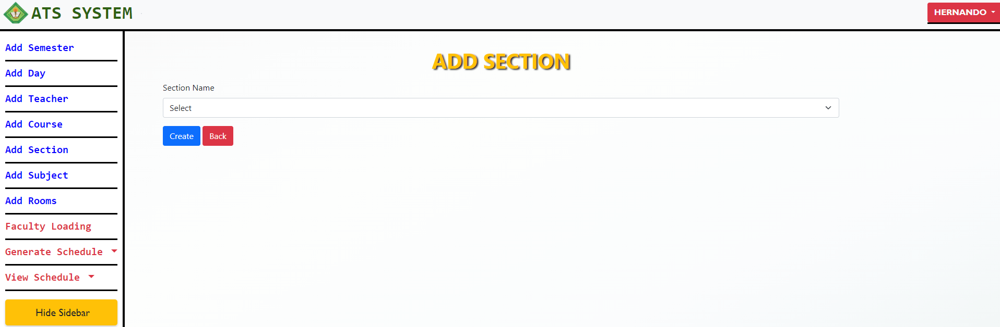 ATS SYSTEM
HERNANDO
Add Semester
Add Day
Add Teacher
Add Course
Add Section
Add Subject
Add Rooms
Faculty Loading
Generate Schedule
View Schedule
Hide Sidebar
ADD SECTION
Section Name
Select
Create Back